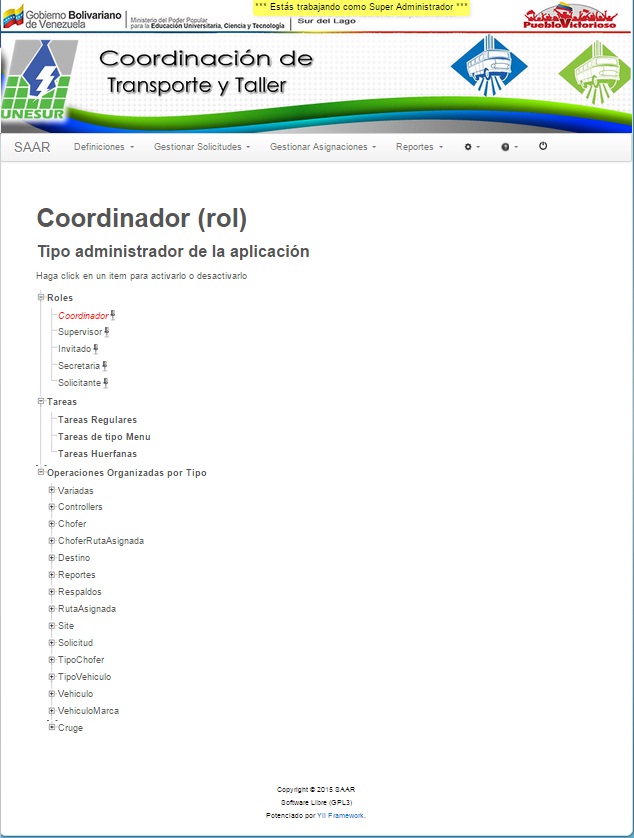 *** Estás trabajando como Super Administrador ***
Gobierno Bolivariano
de Venezuela
Ministerio del Poder Popular
para la Educación Universitaria, Ciencia y Tecnología
Sur del Lago
PuebloVictorioso
Coordinación de
Transporte y Taller
UNESUR
SAAR Definiciones Gestionar Solicitudes Gestionar Asignaciones Reportes
Coordinador (rol)
Tipo administrador de la aplicación
Haga click en un item para activarlo o desactivarlo
Roles
Coordinador
Supervisor
Invitado
Secretaria
Solicitante
Tareas
Tareas Regulares
Tareas de tipo Menu
Tareas Huerfanas
Operaciones Organizadas por Tipo
Variadas
Controllers
Chofer
ChoferRutaAsignada
Destino
Reportes
Respaldos
RutaAsignada
Site
Solicitud
TipoChofer
TipoVehiculo
Vehiculo
VehiculoMarca
Cruge
Copyright © 2015 SAAR
Software Libre (GPL3)
Potenciado por Yii Framework.